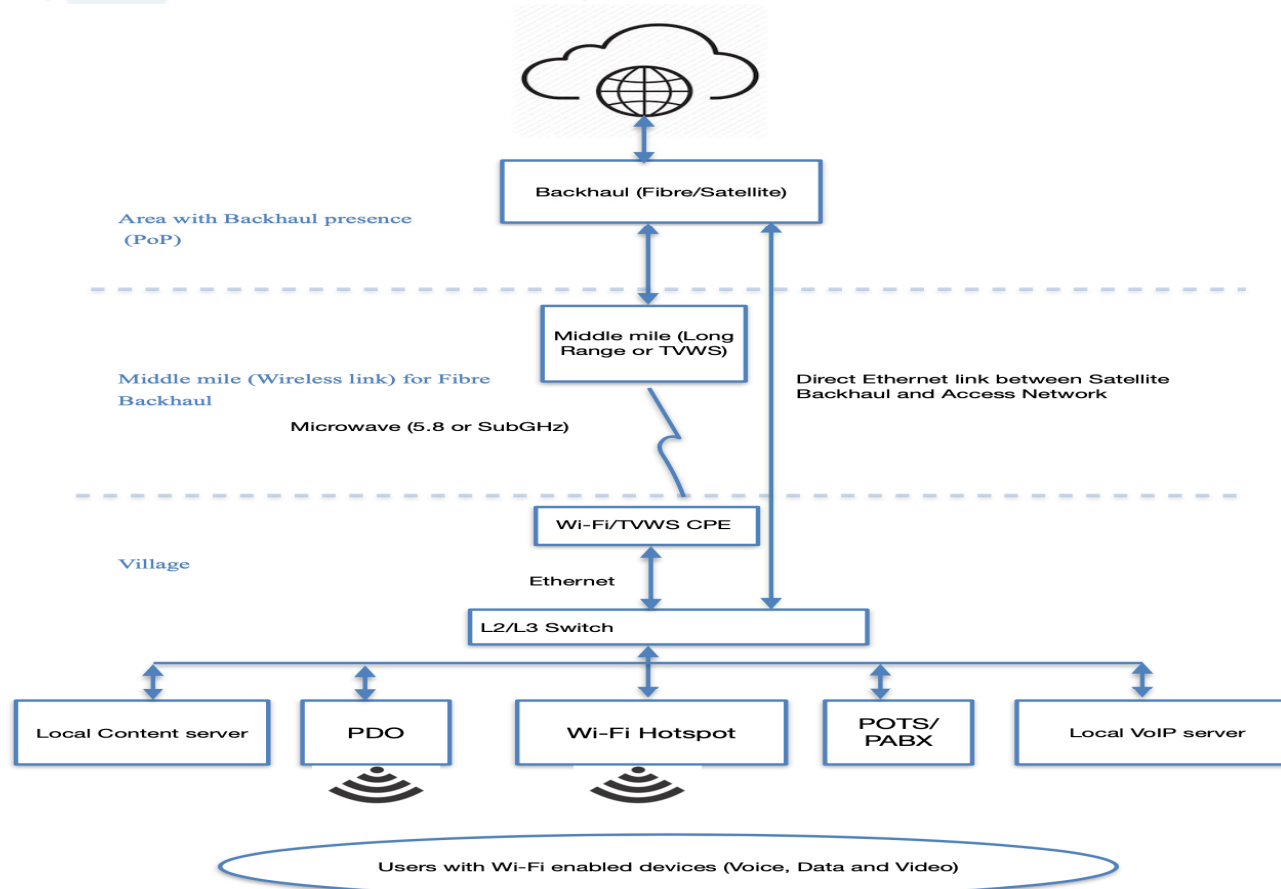 Backhaul (Fibre/Satellite)
Area with Backhaul presence
(PoP)
Middle mile (Long
Range or TVWS)
Middle mile (Wireless link) for Fibre
Backhaul
Direct Ethernet link between Satellite
Backhaul and Access Network
Microwave (5.8 or SubGHz)
Wi-Fi/TVWS CPE
Village
Ethernet
L2/L3 Switch
Local Content server
PDO
Wi-Fi Hotspot
POTS/
PABX
Local VoIP server
Users with Wi-Fi enabled devices (Voice, Data and Video)